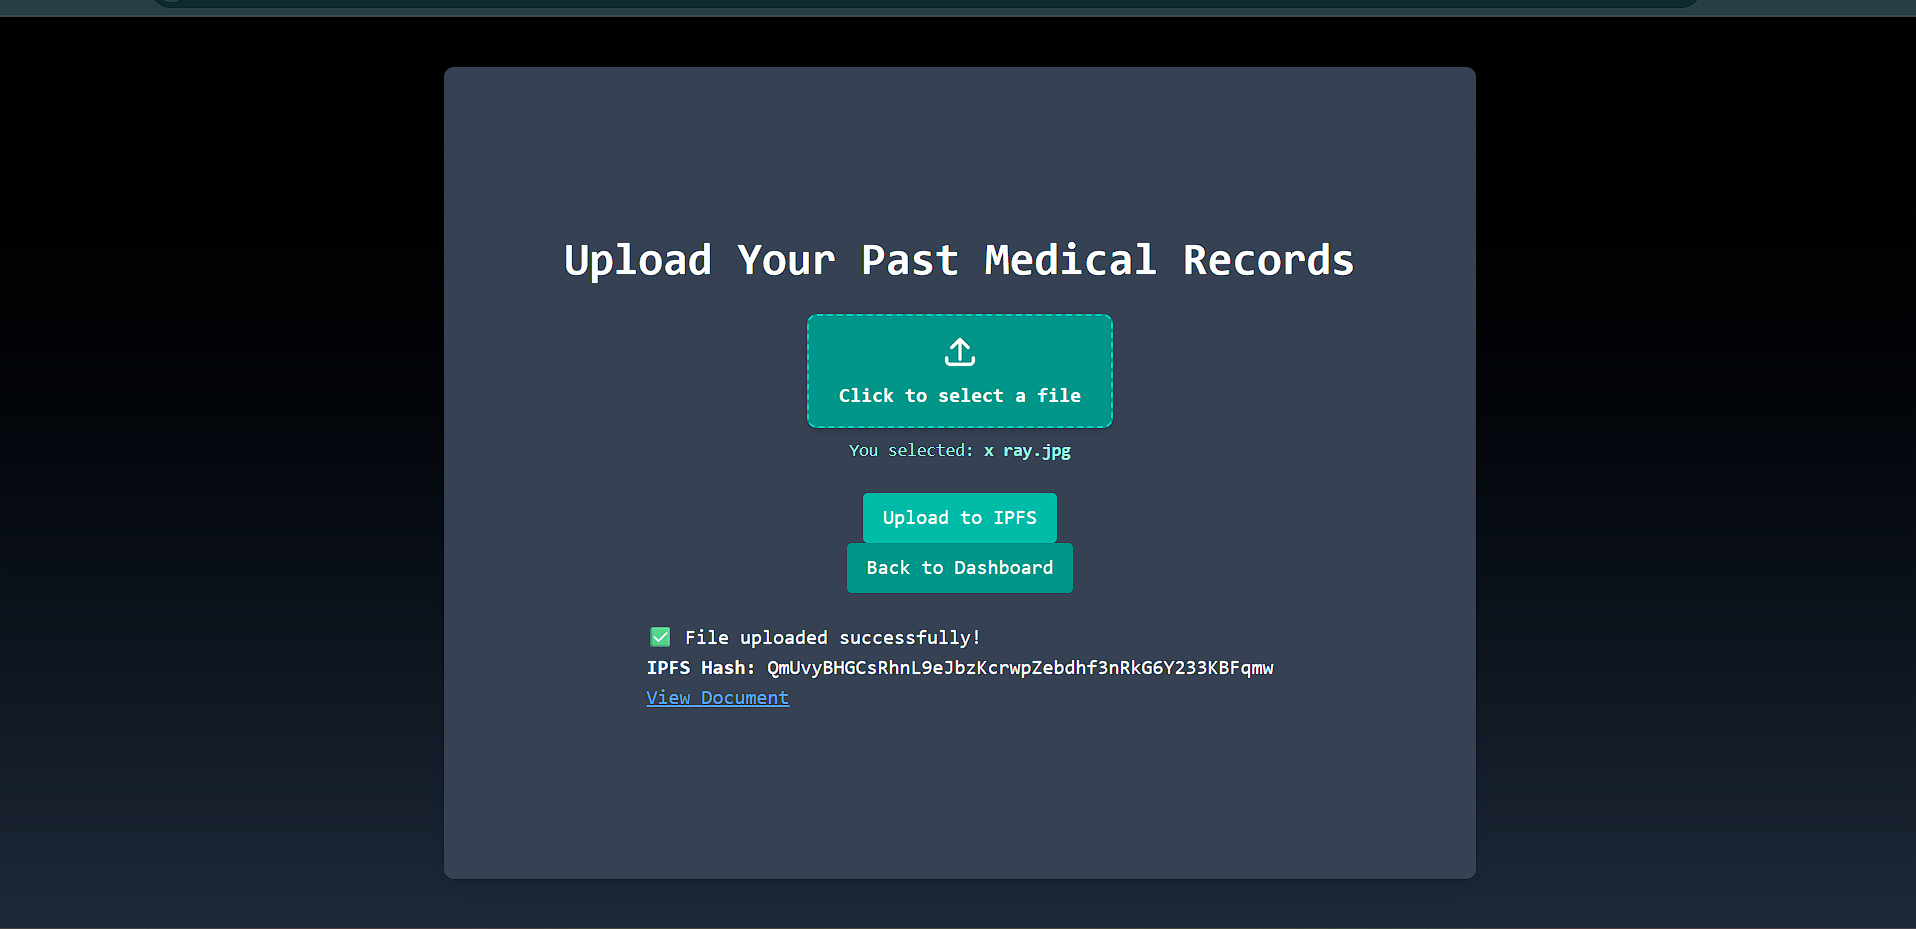 Upload Your Past Medical Records
Click to select a file
You selected: x ray.jpg
Upload to IPFS
Back to Dashboard
✅ File uploaded successfully!
IPFS Hash: QmUvyBHGCsRhnL9eJbzKcrwpZebdhf3nRkG6Y233KBFqmw
View Document